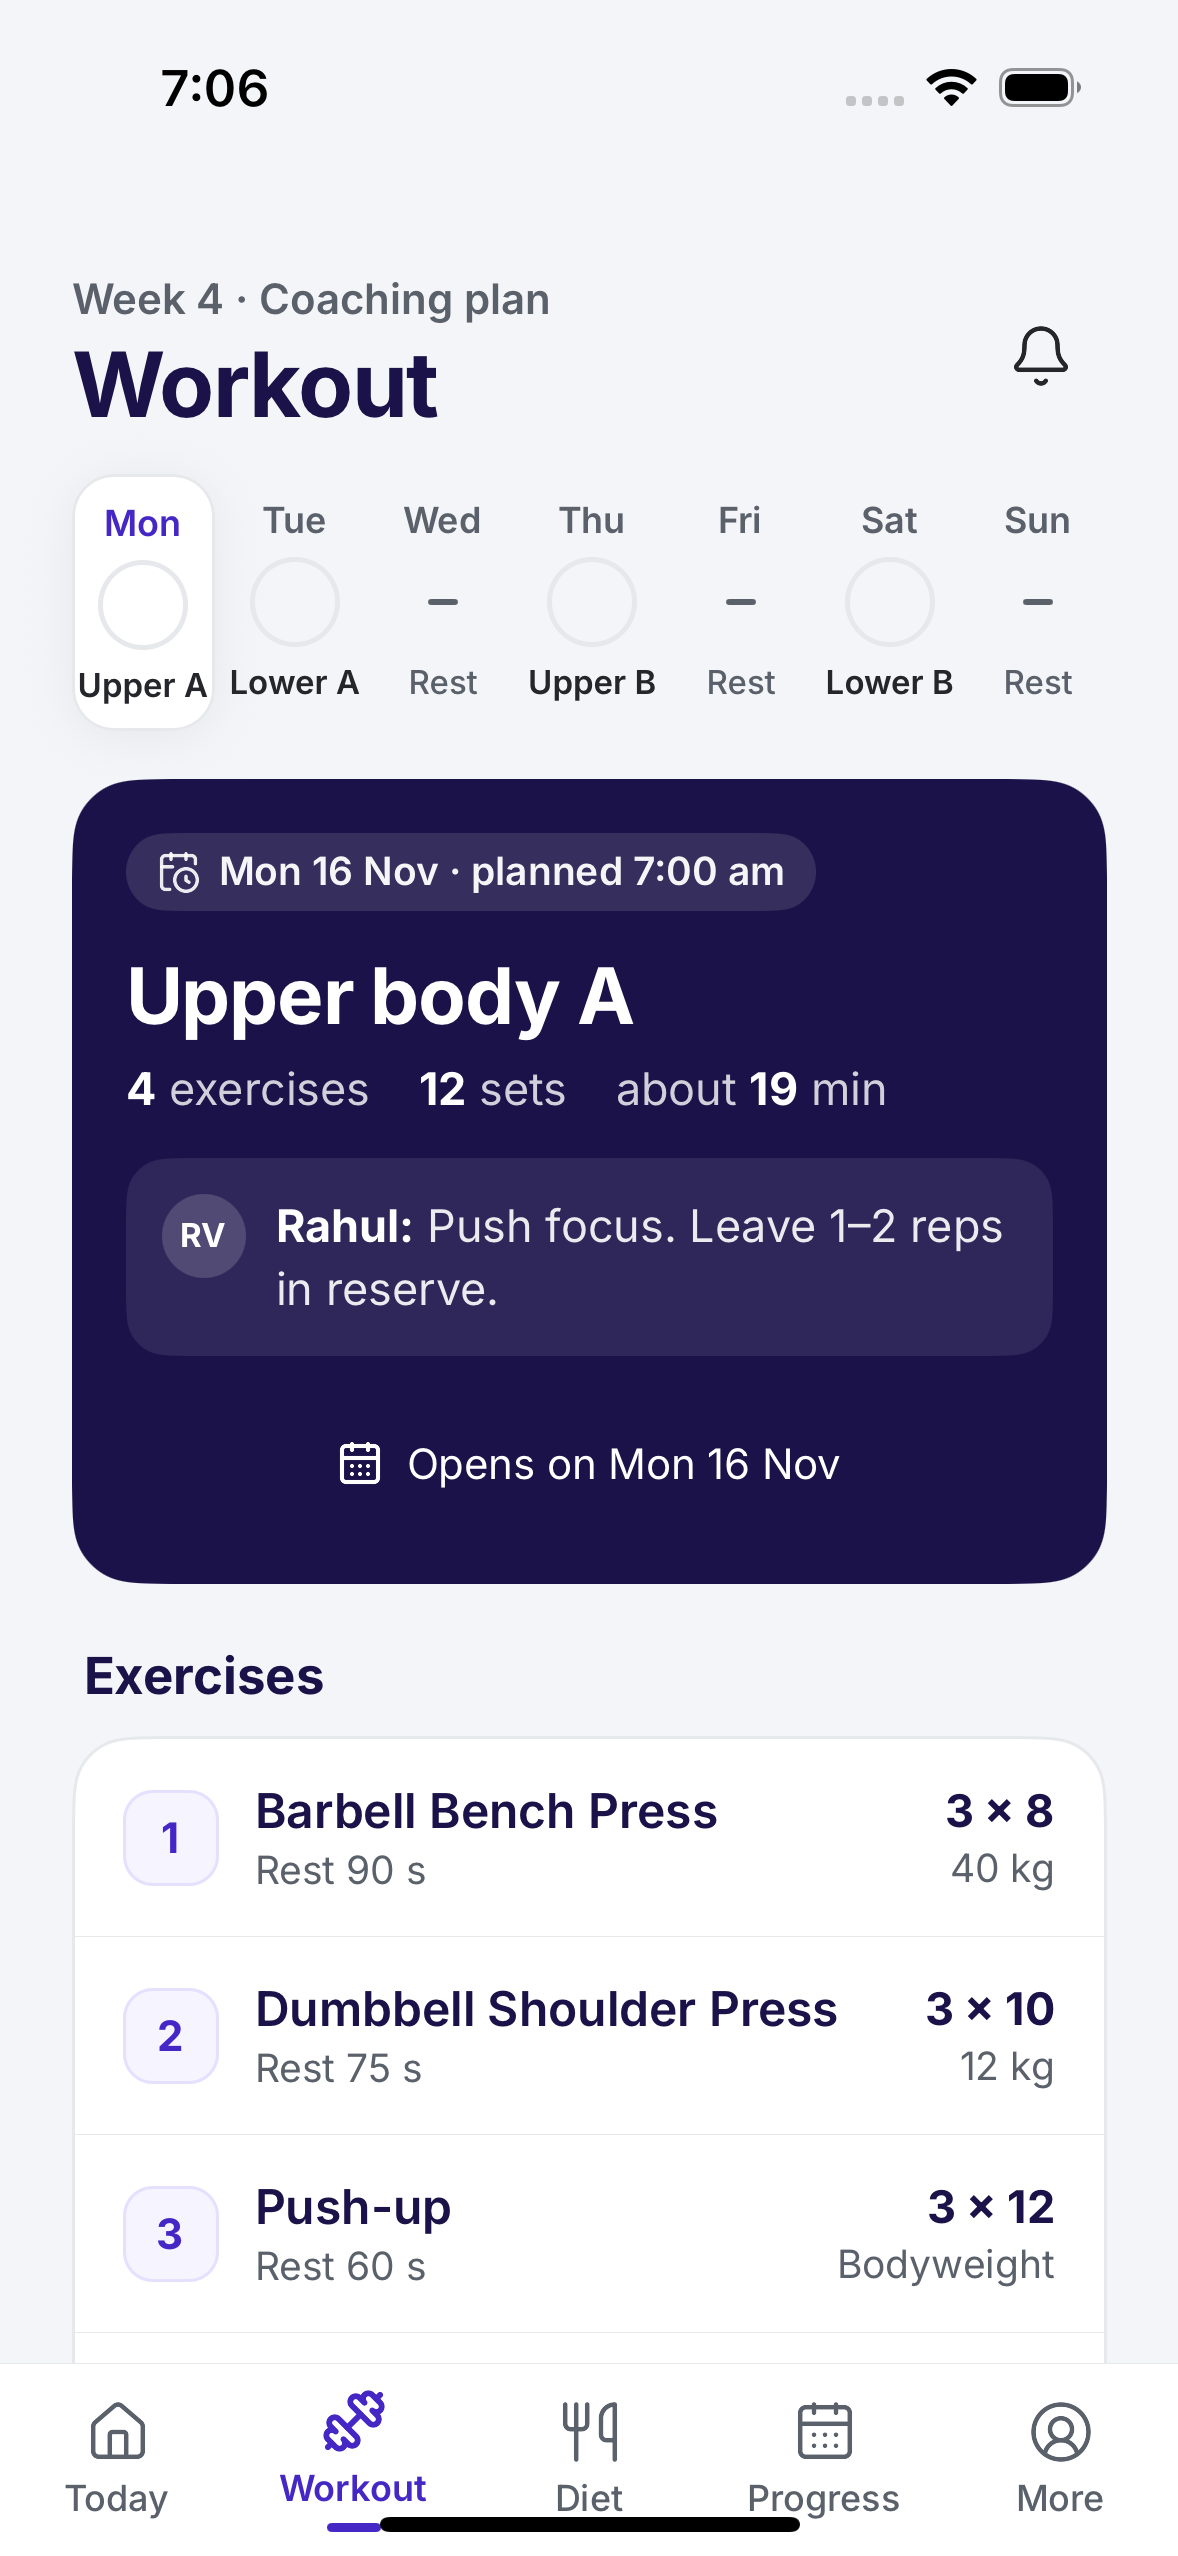 7:06
Week 4 · Coaching plan
Workout
Mon Tue Wed Thu Fri Sat Sun
Upper A Lower A Rest Upper B Rest Lower B Rest
Mon 16 Nov · planned 7:00 am
Upper body A
4 exercises 12 sets about 19 min
RV Rahul: Push focus. Leave 1–2 reps
in reserve.
Opens on Mon 16 Nov
Exercises
1 Barbell Bench Press 3 × 8
Rest 90 s 40 kg
2 Dumbbell Shoulder Press 3 × 10
Rest 75 s 12 kg
3 Push-up 3 × 12
Rest 60 s Bodyweight
Today Workout Diet Progress More